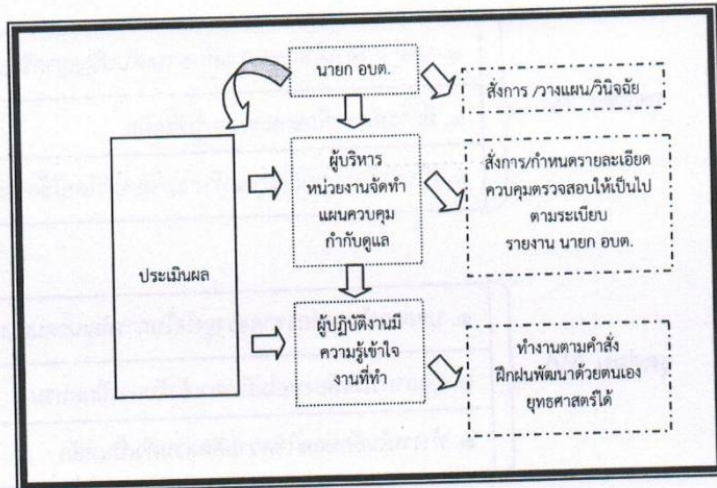 นายก อบต.
สั่งการ /วางแผน/วินิจฉัย
ผู้บริหาร
หน่วยงานจัดทำ
แผนควบคุม
กำกับดูแล
สั่งการ/กำหนดรายละเอียด
ควบคุมตรวจสอบให้เป็นไป
ตามระเบียบ
รายงาน นายก อบต.
ประเมินผล
ผู้ปฏิบัติงานมี
ความรู้เข้าใจ
งานที่ทำ
ทำงานตามคำสั่ง
ฝึกฝนพัฒนาด้วยตนเอง
ยุทธศาสตร์ได้